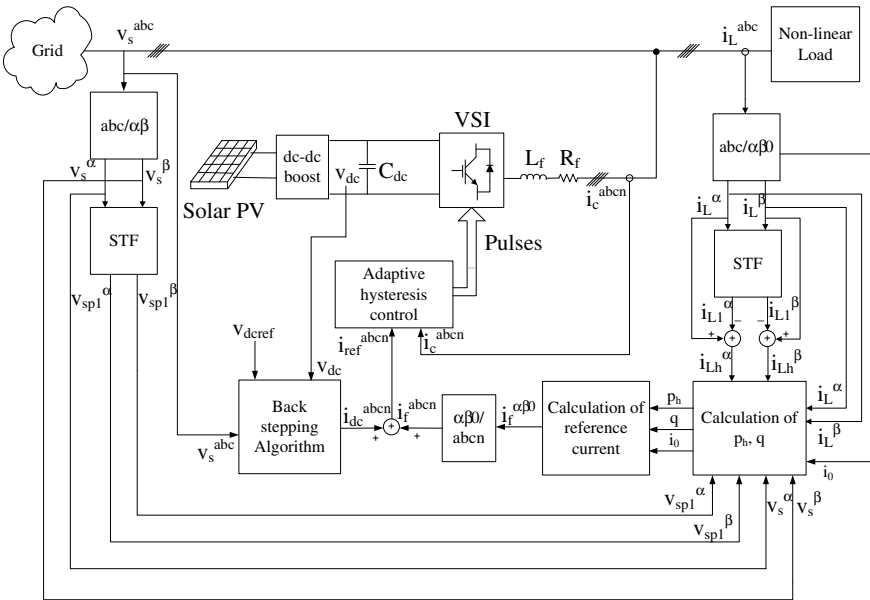 Grid
v_s^abc
i_L^abc
Non-linear
Load
abc/αβ
v_s^α
v_s^β
STF
v_sp1^α
v_sp1^β
Solar PV
dc-dc
boost
v_dc
C_dc
VSI
L_f
R_f
i_c^abcn
Pulses
abc/αβ0
i_L^α
i_L^β
STF
i_L1^α
i_L1^β
+
−
−
+
+
+
i_Lh^α
i_Lh^β
Adaptive
hysteresis
control
i_ref^abcn
i_c^abcn
v_dcref
v_dc
Back
stepping
Algorithm
v_s^abc
i_dc^abcn
+
+
+
i_f^abcn
αβ0/
abcn
i_f^αβ0
Calculation of
reference
current
p_h
q
i_0
Calculation of
p_h, q
i_L^α
i_L^β
i_0
v_sp1^α
v_sp1^β
v_s^α
v_s^β